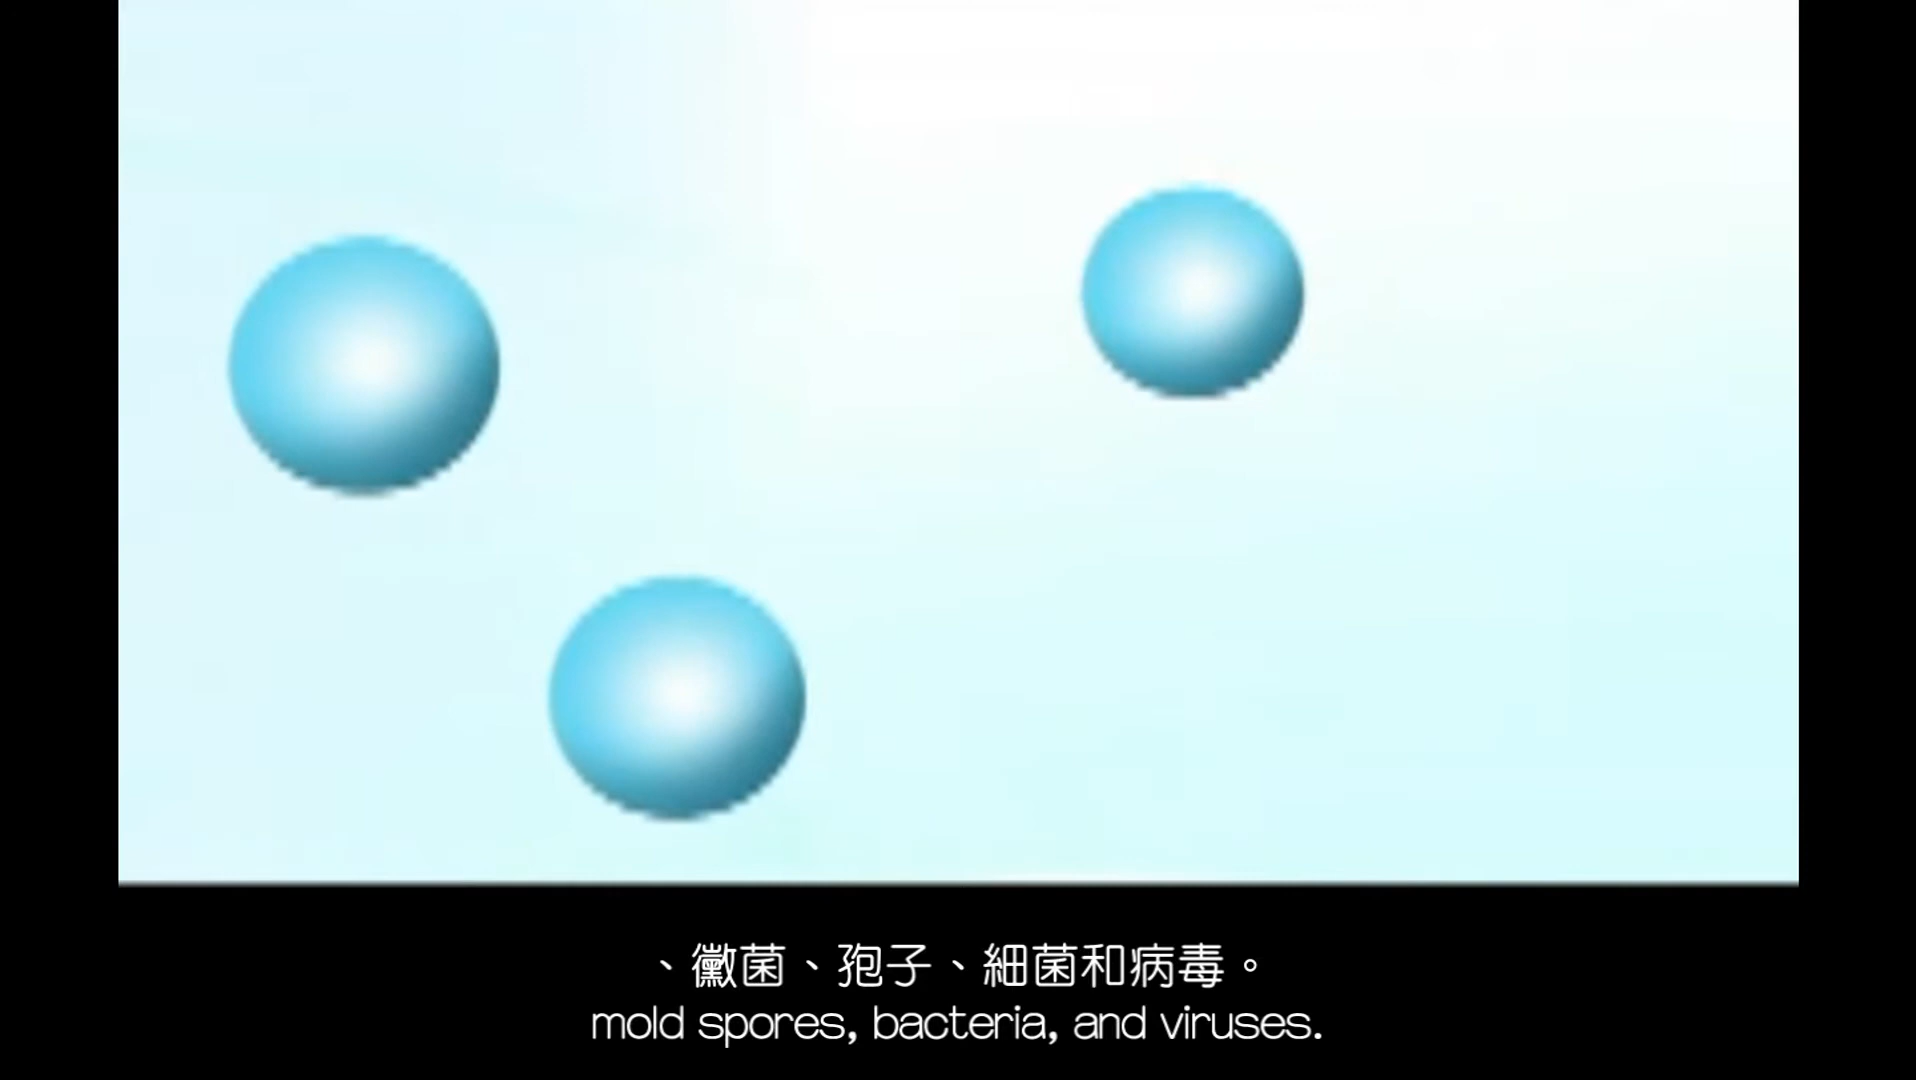 、黴菌、孢子、細菌和病毒。
mold spores, bacteria, and viruses.